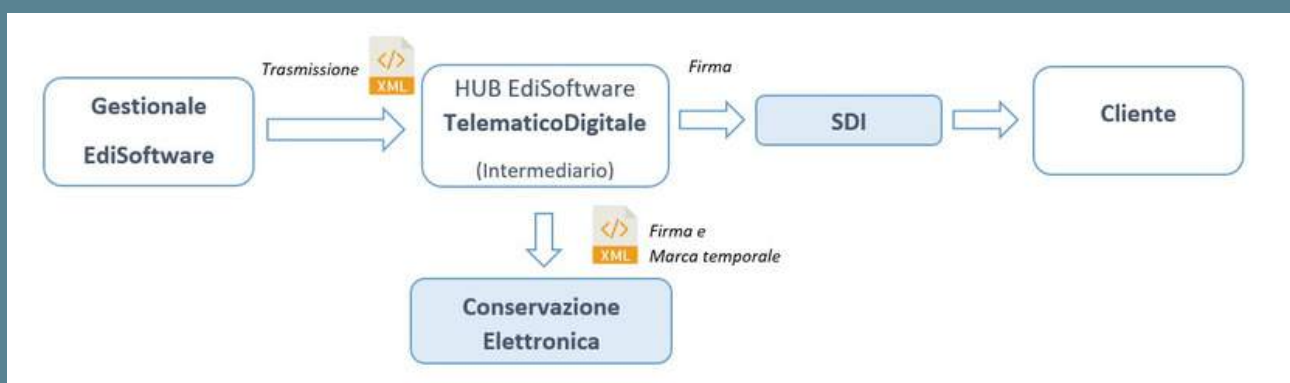 Gestionale
EdiSoftware
Trasmissione
XML
HUB EdiSoftware
TelematicoDigitale
(Intermediario)
Firma
SDI
Cliente
XML
Firma e
Marca temporale
Conservazione
Elettronica